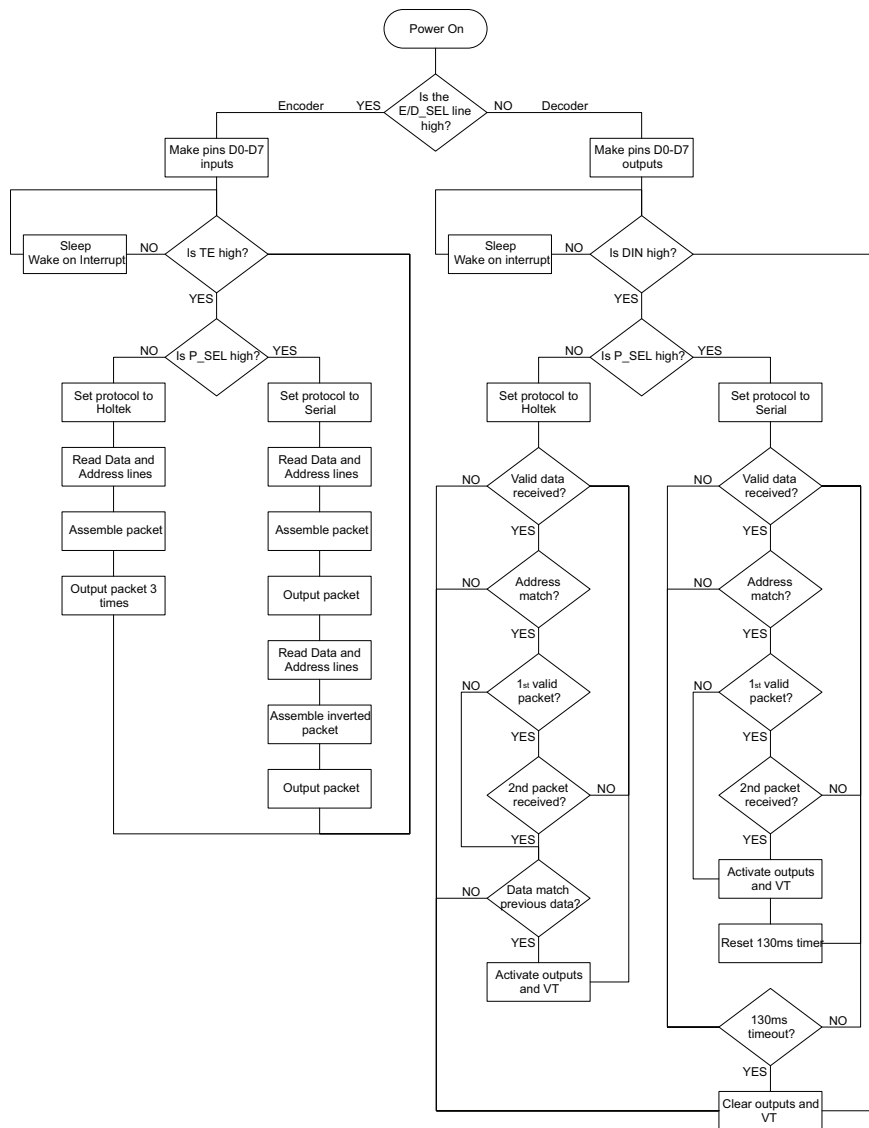 Power On
Is the
E/D_SEL line
high?
Encoder
YES
NO
Decoder
Make pins D0-D7
inputs
Sleep
Wake on Interrupt
NO
Is TE high?
YES
NO
Is P_SEL high?
YES
Set protocol to
Holtek
Read Data and
Address lines
Assemble packet
Output packet 3
times
Set protocol to
Serial
Read Data and
Address lines
Assemble packet
Output packet
Read Data and
Address lines
Assemble inverted
packet
Output packet
Make pins D0-D7
outputs
Sleep
Wake on interrupt
NO
Is DIN high?
YES
NO
Is P_SEL high?
YES
Set protocol to
Holtek
NO
Valid data
received?
YES
NO
Address
match?
YES
NO
1st valid
packet?
YES
2nd packet
received?
NO
YES
NO
Data match
previous data?
YES
Activate outputs
and VT
Set protocol to
Serial
NO
Valid data
received?
YES
NO
Address
match?
YES
NO
1st valid
packet?
YES
2nd packet
received?
NO
YES
Activate outputs
and VT
Reset 130ms timer
130ms
timeout?
NO
YES
Clear outputs and
VT